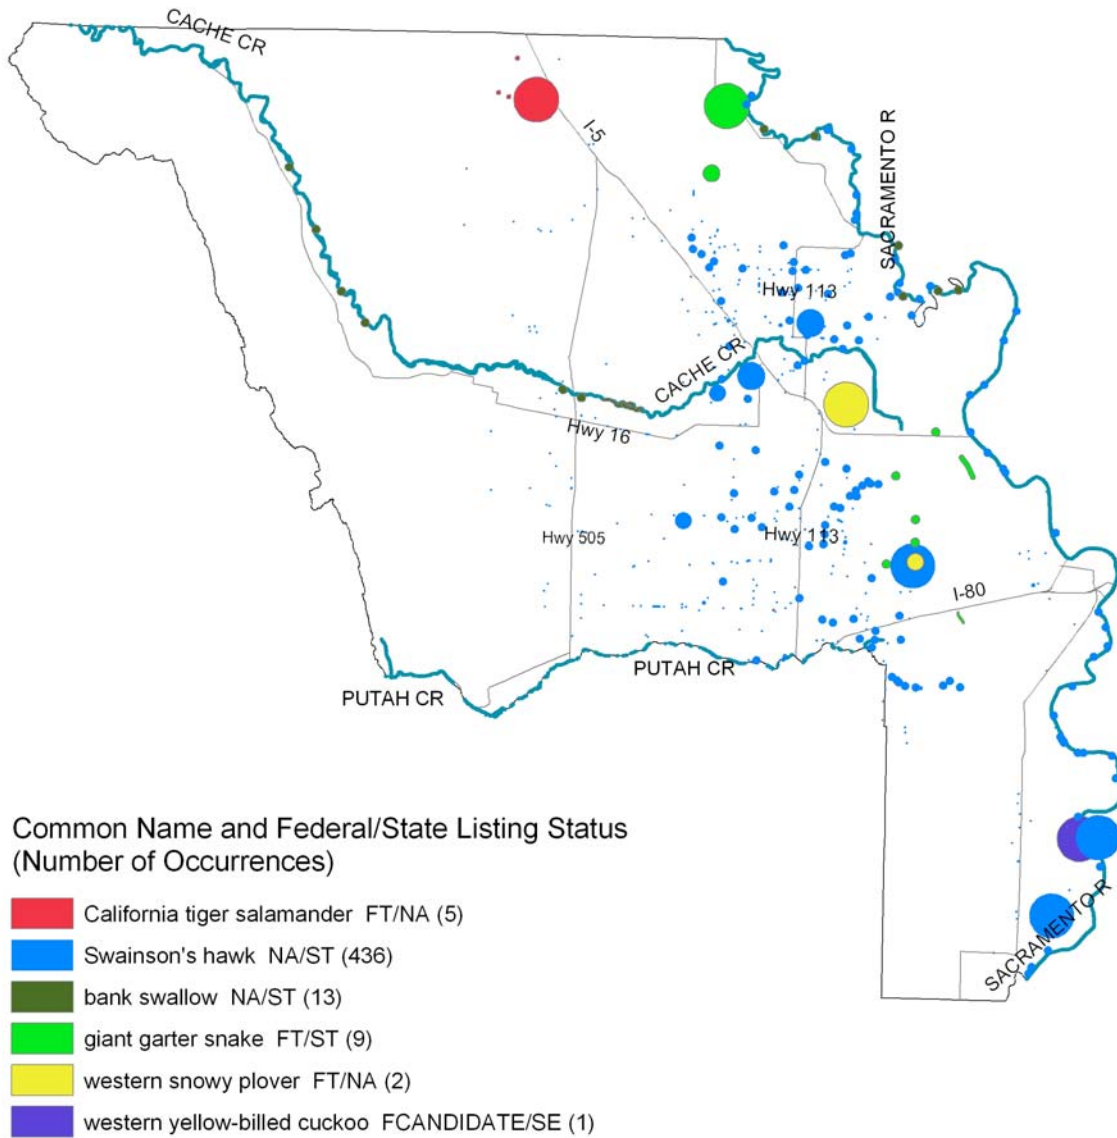 CACHE CR
I-5
SACRAMENTO R
Hwy 113
CACHE CR
Hwy 16
Hwy 505
Hwy 113
I-80
PUTAH CR
PUTAH CR
SACRAMENTO R
Common Name and Federal/State Listing Status
(Number of Occurrences)
California tiger salamander FT/NA (5)
Swainson's hawk NA/ST (436)
bank swallow NA/ST (13)
giant garter snake FT/ST (9)
western snowy plover FT/NA (2)
western yellow-billed cuckoo FCANDIDATE/SE (1)